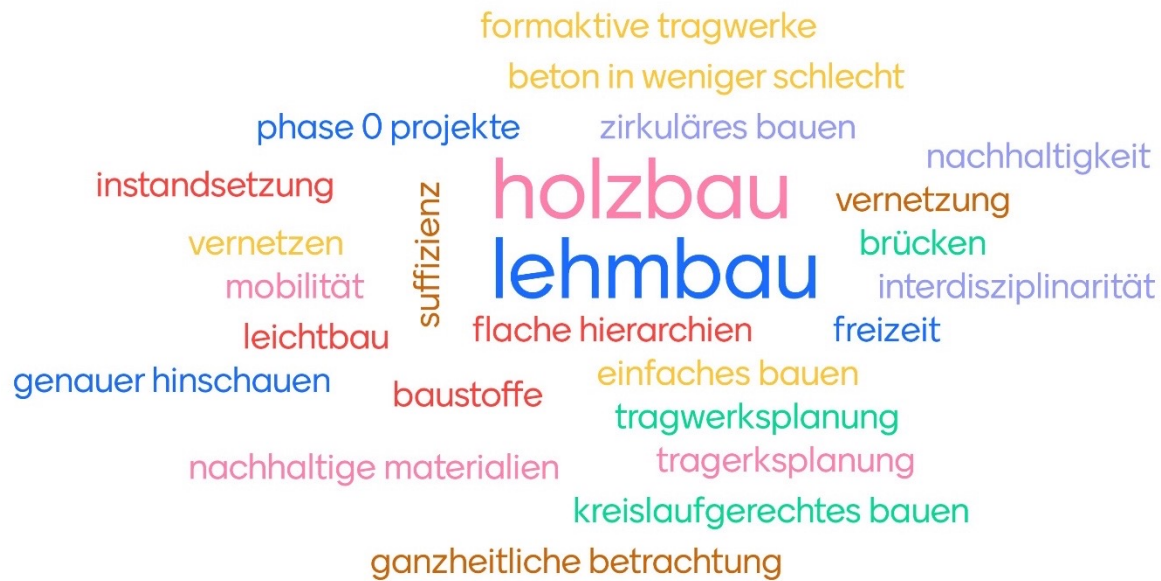 formaktive tragwerke
beton in weniger schlecht
phase 0 projekte
zirkuläres bauen
nachhaltigkeit
instandsetzung
suffizienz
holzbau
vernetzung
vernetzen
brücken
lehmbau
mobilität
interdisziplinarität
leichtbau
flache hierarchien
freizeit
genauer hinschauen
baustoffe
einfaches bauen
tragwerksplanung
nachhaltige materialien
tragerksplanung
kreislaufgerechtes bauen
ganzheitliche betrachtung